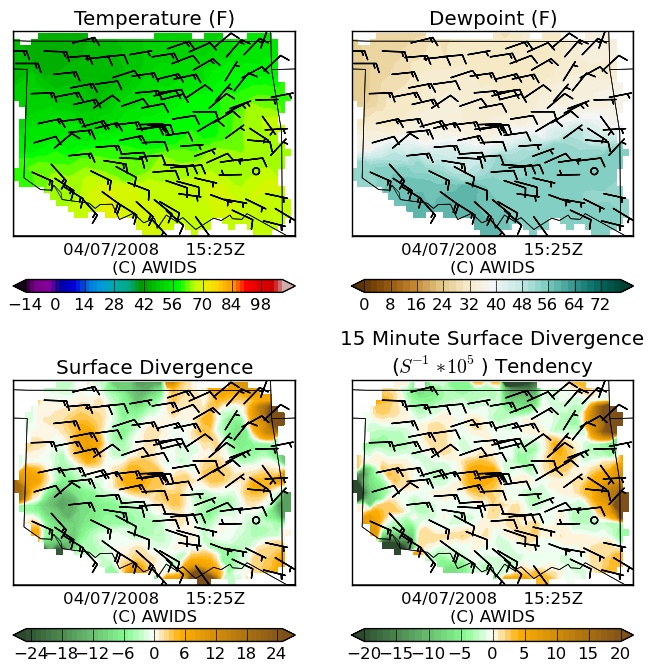 Temperature (F)
Dewpoint (F)
04/07/2008 15:25Z
(C) AWIDS
04/07/2008 15:25Z
(C) AWIDS
−14 0 14 28 42 56 70 84 98
0 8 16 24 32 40 48 56 64 72
Surface Divergence
15 Minute Surface Divergence
(S⁻¹ ∗10⁵ ) Tendency
04/07/2008 15:25Z
(C) AWIDS
04/07/2008 15:25Z
(C) AWIDS
−24 −18 −12 −6 0 6 12 18 24
−20 −15 −10 −5 0 5 10 15 20